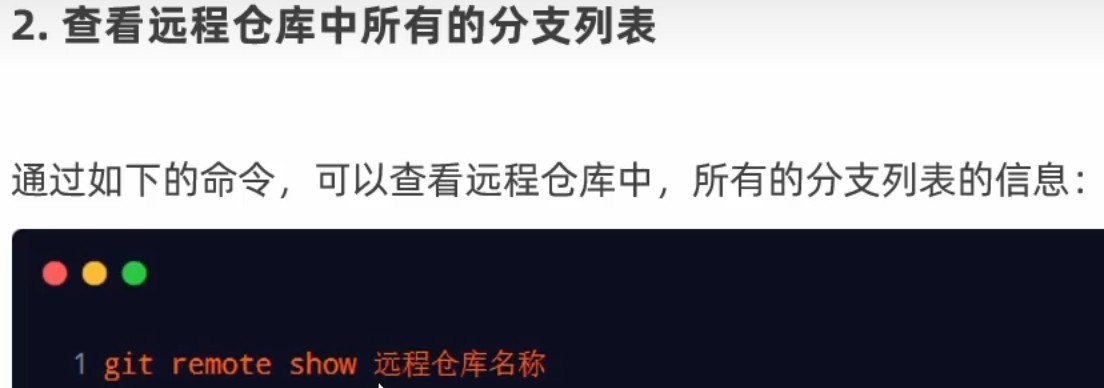 2. 查看远程仓库中所有的分支列表
通过如下的命令，可以查看远程仓库中，所有的分支列表的信息：
1 git remote show 远程仓库名称